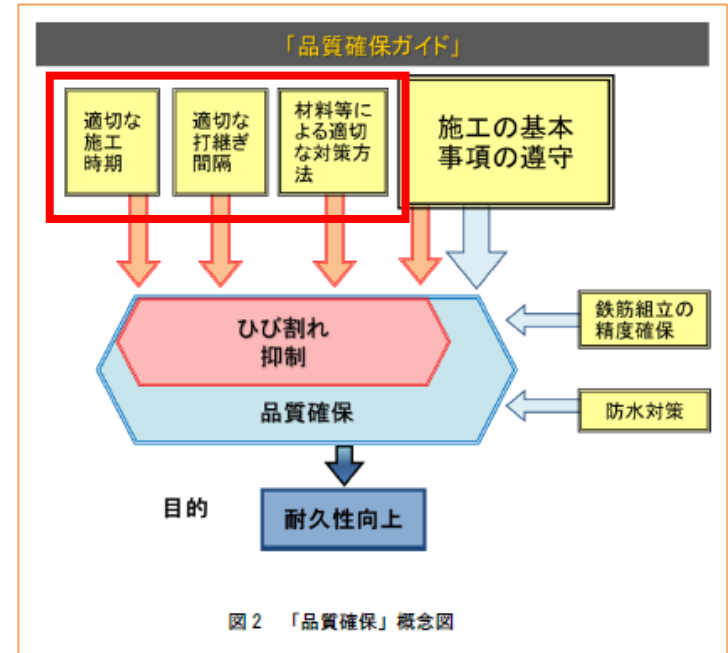 「品質確保ガイド」
適切な
施工
時期
適切な
打継ぎ
間隔
材料等に
よる適切
な対策方
法
施工の基本
事項の遵守
ひび割れ
抑制
品質確保
鉄筋組立の
精度確保
防水対策
目的
耐久性向上
図2 「品質確保」概念図